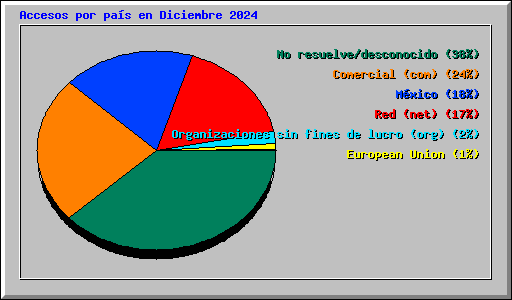 Accesos por país en Diciembre 2024
No resuelve/desconocido (38%)
Comercial (com) (24%)
México (18%)
Red (net) (17%)
Organizaciones sin fines de lucro (org) (2%)
European Union (1%)